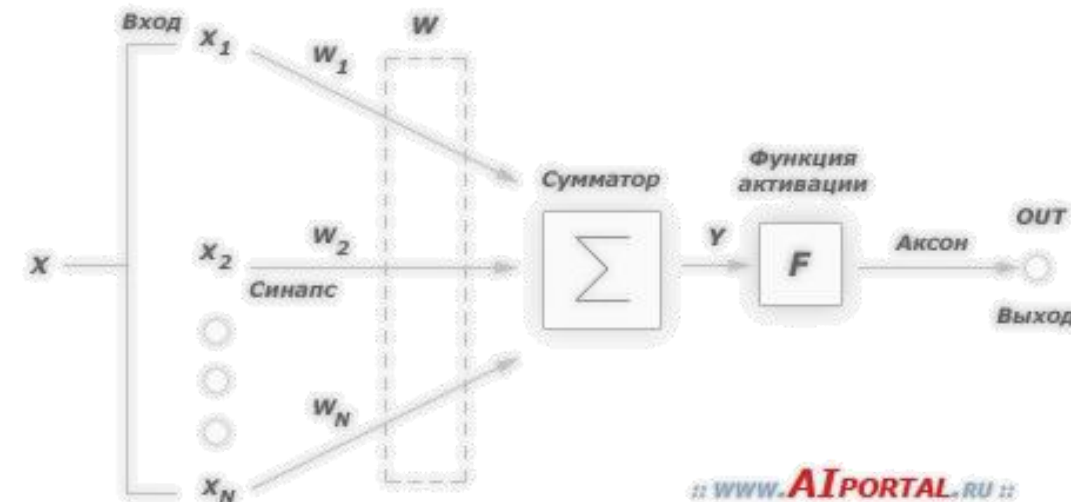 Вход
X1
W1
W
Функция
активации
Сумматор
OUT
X
X2
W2
Синапс
Σ
Y
F
Аксон
Выход
WN
XN
:: WWW.AIPORTAL.RU ::